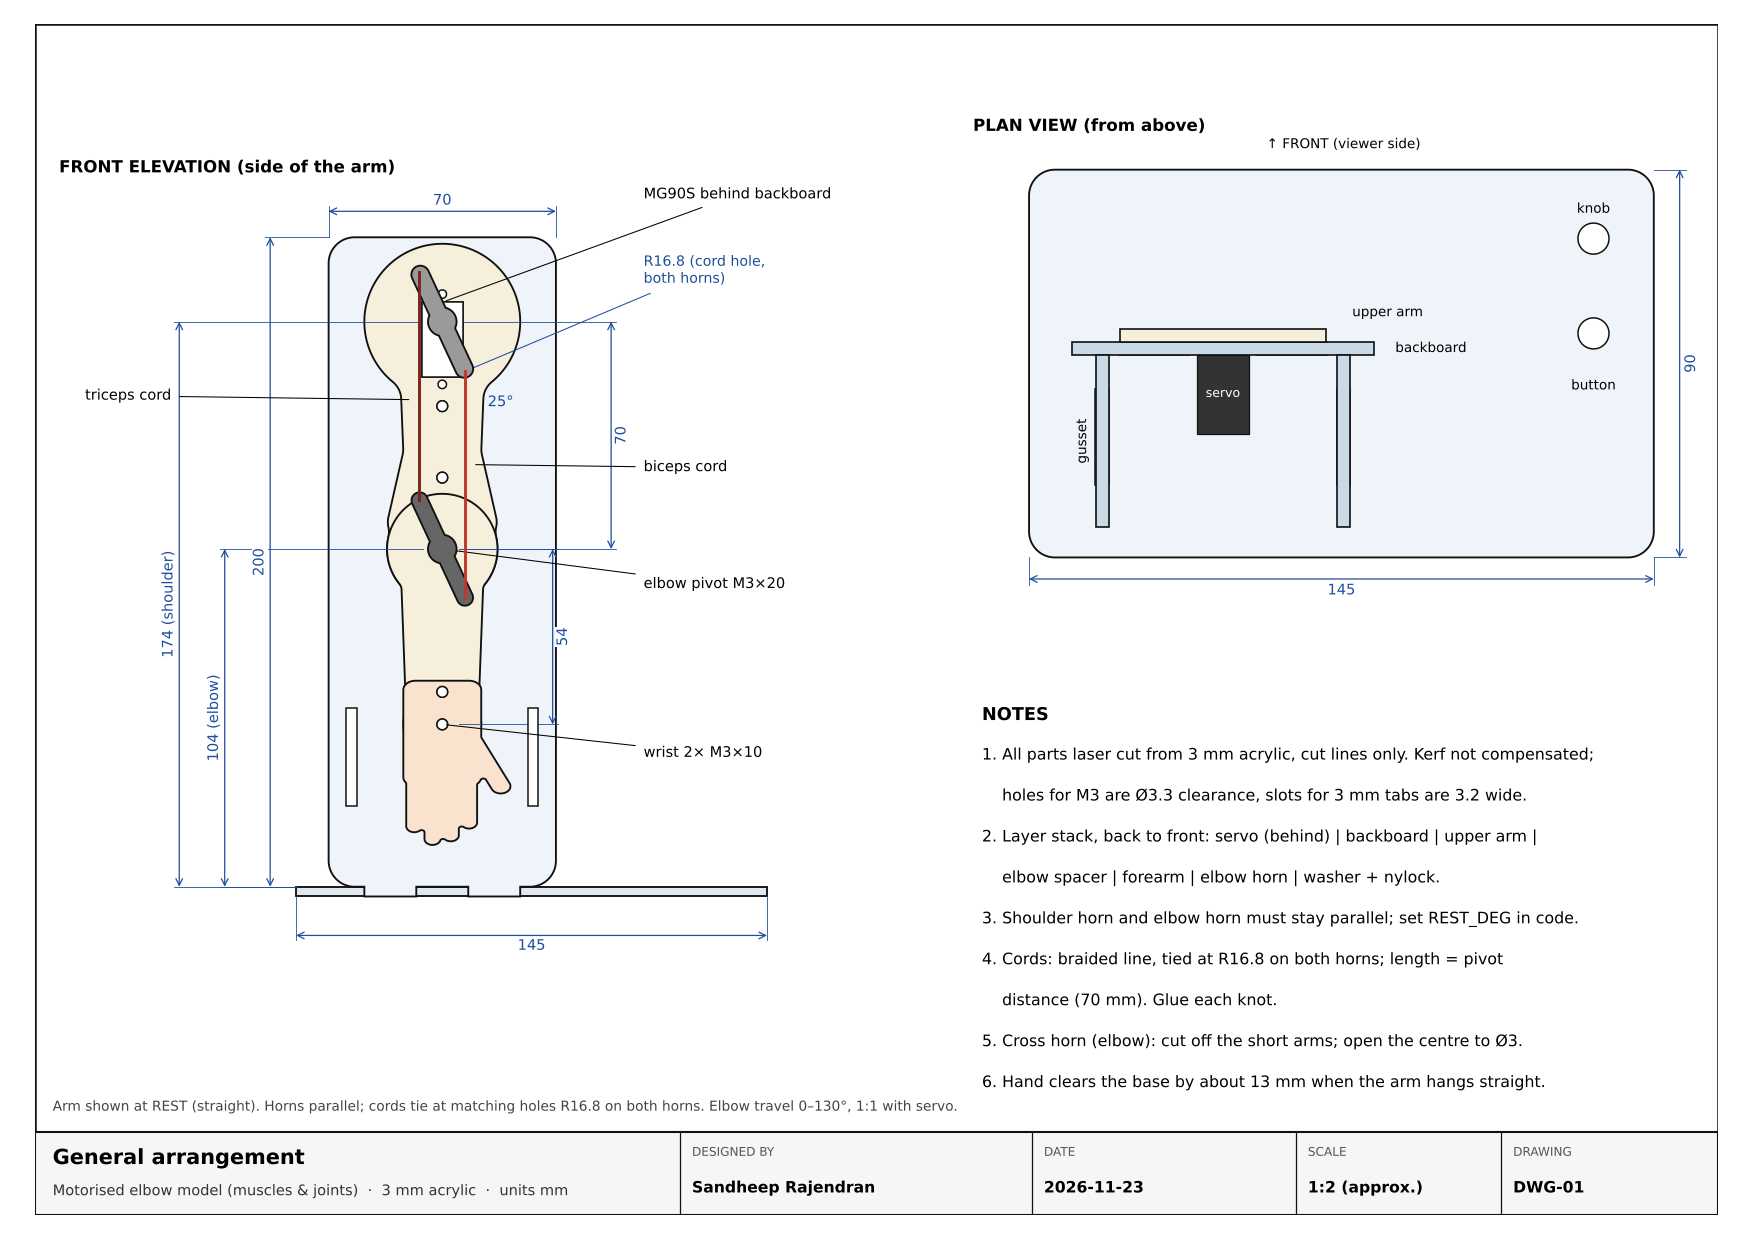 PLAN VIEW (from above)
↑ FRONT (viewer side)
FRONT ELEVATION (side of the arm)
70
MG90S behind backboard
R16.8 (cord hole,
both horns)
triceps cord
25°
70
biceps cord
200
174 (shoulder)
elbow pivot M3×20
54
104 (elbow)
wrist 2× M3×10
145
knob
upper arm
backboard
90
button
servo
gusset
145
NOTES
1. All parts laser cut from 3 mm acrylic, cut lines only. Kerf not compensated;
holes for M3 are Ø3.3 clearance, slots for 3 mm tabs are 3.2 wide.
2. Layer stack, back to front: servo (behind) | backboard | upper arm |
elbow spacer | forearm | elbow horn | washer + nylock.
3. Shoulder horn and elbow horn must stay parallel; set REST_DEG in code.
4. Cords: braided line, tied at R16.8 on both horns; length = pivot
distance (70 mm). Glue each knot.
5. Cross horn (elbow): cut off the short arms; open the centre to Ø3.
6. Hand clears the base by about 13 mm when the arm hangs straight.
Arm shown at REST (straight). Horns parallel; cords tie at matching holes R16.8 on both horns. Elbow travel 0–130°, 1:1 with servo.
General arrangement
Motorised elbow model (muscles & joints) · 3 mm acrylic · units mm
DESIGNED BY
Sandheep Rajendran
DATE
2026-11-23
SCALE
1:2 (approx.)
DRAWING
DWG-01